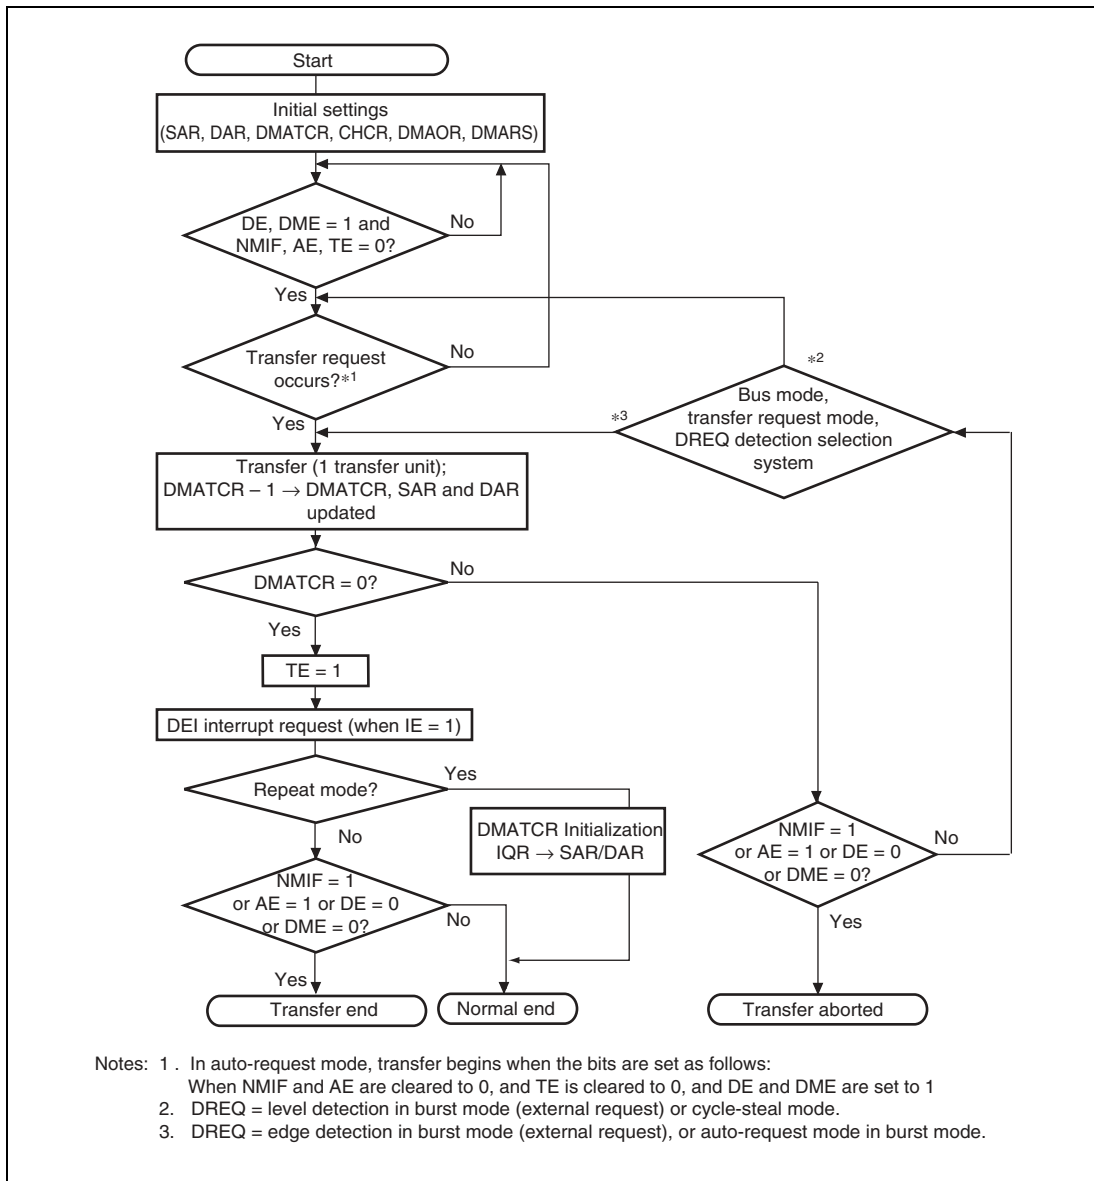 Start
Initial settings
(SAR, DAR, DMATCR, CHCR, DMAOR, DMARS)
DE, DME = 1 and
NMIF, AE, TE = 0?
No
Yes
Transfer request
occurs?*1
No
Yes
*2
Bus mode,
transfer request mode,
DREQ detection selection
system
*3
Transfer (1 transfer unit);
DMATCR – 1 → DMATCR, SAR and DAR
updated
DMATCR = 0?
No
Yes
TE = 1
DEI interrupt request (when IE = 1)
Repeat mode?
Yes
No
DMATCR Initialization
IQR → SAR/DAR
NMIF = 1
or AE = 1 or DE = 0
or DME = 0?
No
Yes
NMIF = 1
or AE = 1 or DE = 0
or DME = 0?
No
Yes
Transfer end
Normal end
Transfer aborted
Notes: 1 . In auto-request mode, transfer begins when the bits are set as follows:
When NMIF and AE are cleared to 0, and TE is cleared to 0, and DE and DME are set to 1
2. DREQ = level detection in burst mode (external request) or cycle-steal mode.
3. DREQ = edge detection in burst mode (external request), or auto-request mode in burst mode.